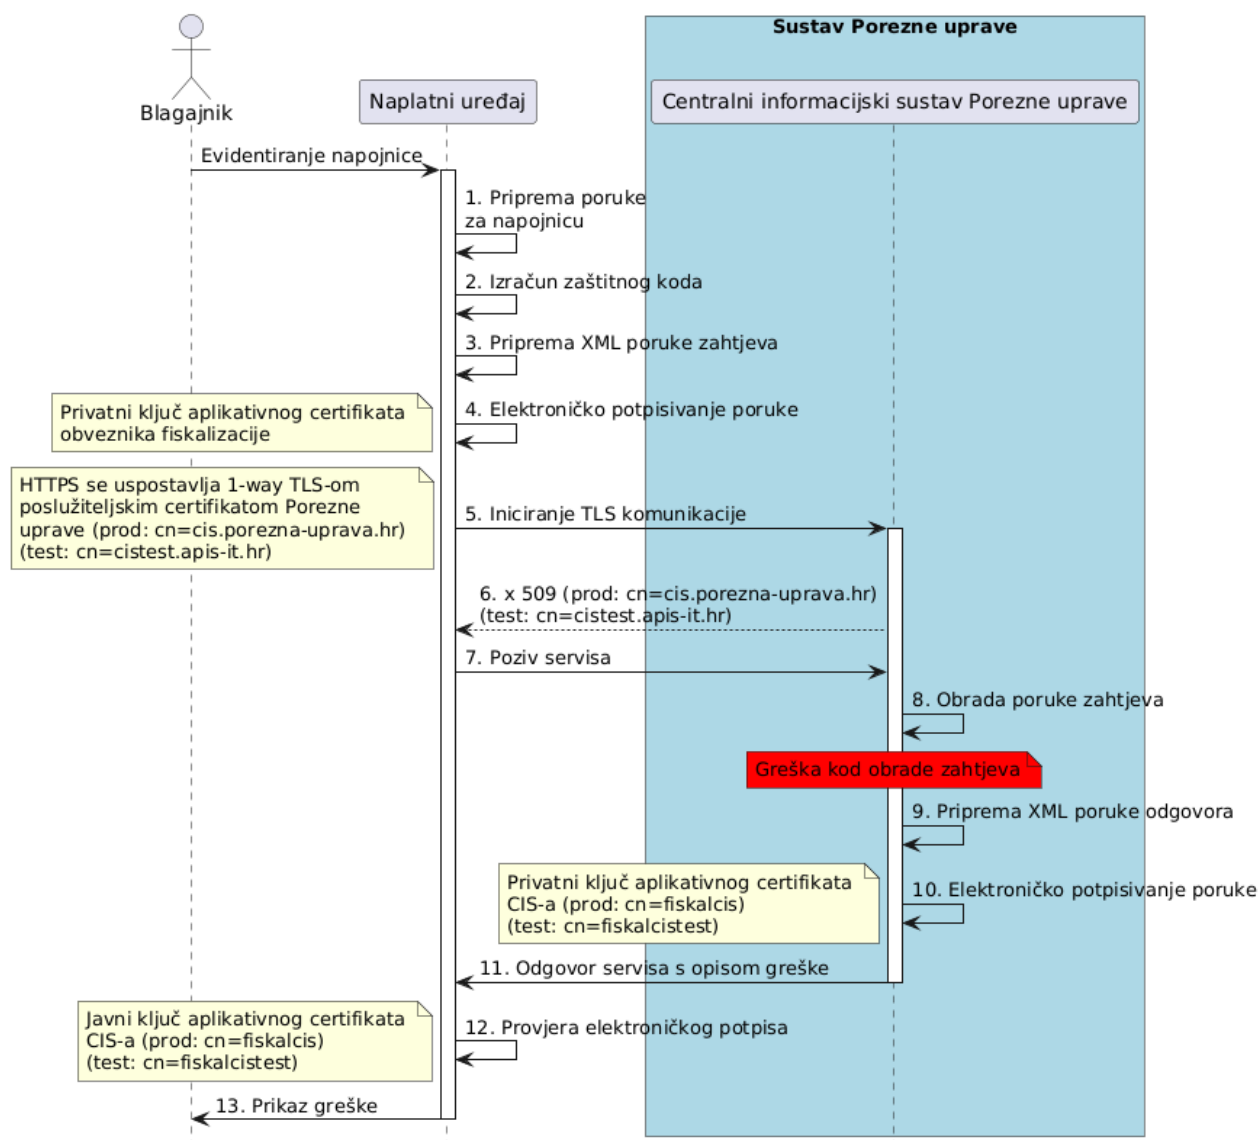 Sustav Porezne uprave
Blagajnik
Naplatni uređaj
Centralni informacijski sustav Porezne uprave
Evidentiranje napojnice
1. Priprema poruke
za napojnicu
2. Izračun zaštitnog koda
3. Priprema XML poruke zahtjeva
Privatni ključ aplikativnog certifikata
obveznika fiskalizacije
4. Elektroničko potpisivanje poruke
HTTPS se uspostavlja 1-way TLS-om
poslužiteljskim certifikatom Porezne
uprave (prod: cn=cis.porezna-uprava.hr)
(test: cn=cistest.apis-it.hr)
5. Iniciranje TLS komunikacije
6. x 509 (prod: cn=cis.porezna-uprava.hr)
(test: cn=cistest.apis-it.hr)
7. Poziv servisa
8. Obrada poruke zahtjeva
Greška kod obrade zahtjeva
9. Priprema XML poruke odgovora
Privatni ključ aplikativnog certifikata
CIS-a (prod: cn=fiskalcis)
(test: cn=fiskalcistest)
10. Elektroničko potpisivanje poruke
11. Odgovor servisa s opisom greške
Javni ključ aplikativnog certifikata
CIS-a (prod: cn=fiskalcis)
(test: cn=fiskalcistest)
12. Provjera elektroničkog potpisa
13. Prikaz greške